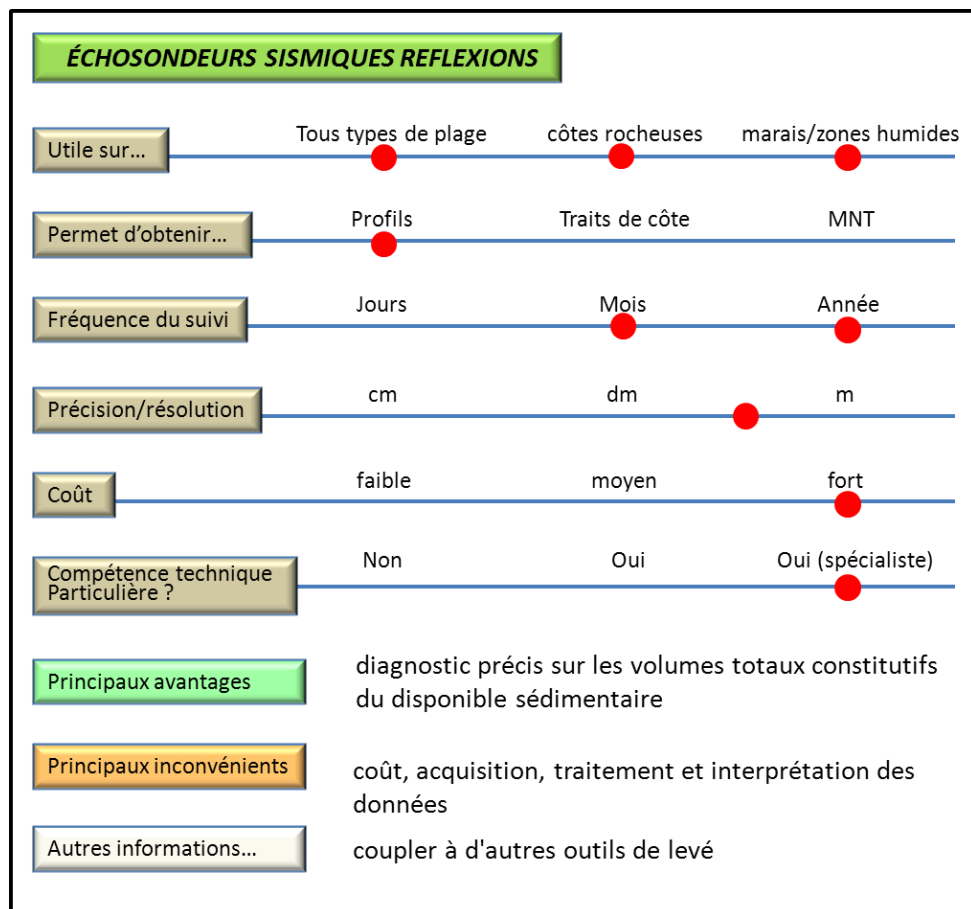 ÉCHOSONDEURS SISMIQUES REFLEXIONS
Utile sur… Tous types de plage côtes rocheuses marais/zones humides
Permet d’obtenir… Profils Traits de côte MNT
Fréquence du suivi Jours Mois Année
Précision/résolution cm dm m
Coût faible moyen fort
Compétence technique Non Oui Oui (spécialiste)
Particulière ?
Principaux avantages
diagnostic précis sur les volumes totaux constitutifs
du disponible sédimentaire
Principaux inconvénients
coût, acquisition, traitement et interprétation des
données
Autres informations… coupler à d'autres outils de levé